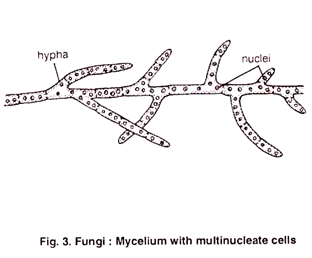 hypha
nuclei
Fig. 3. Fungi : Mycelium with multinucleate cells